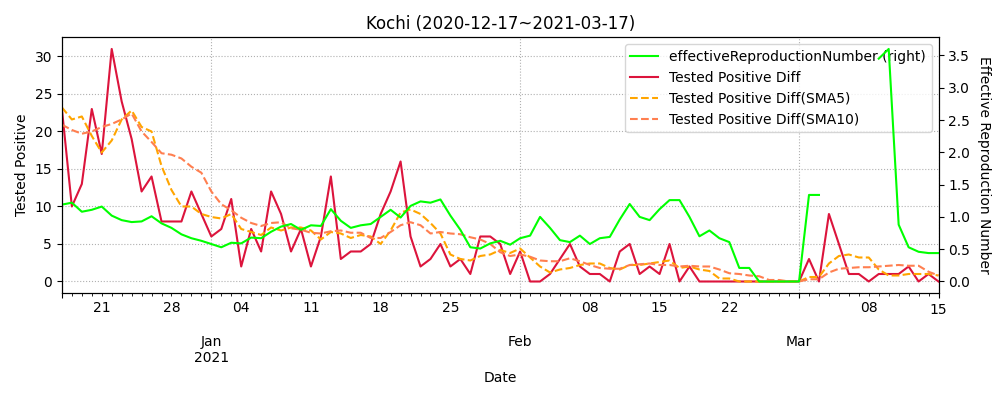 Kochi (2020-12-17~2021-03-17)
effectiveReproductionNumber (right)
Tested Positive Diff
Tested Positive Diff(SMA5)
Tested Positive Diff(SMA10)
Tested Positive
30
25
20
15
10
5
0
Effective Reproduction Number
3.5
3.0
2.5
2.0
1.5
1.0
0.5
0.0
21 28 04 11 18 25 08 15 22 08 15
Jan Feb Mar
2021
Date